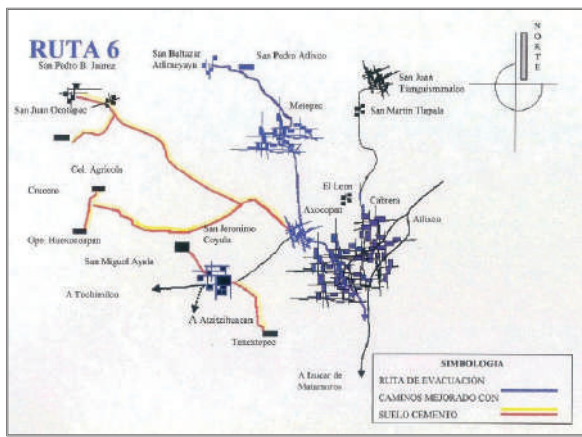 RUTA 6
San Pedro B. Juarez
San Baltazar
Atlimeyaya
San Pedro Atlixco
NORTE
San Juan
Tianguismanalco
San Juan Ocotepec
Metepec
San Martin Tlapala
Col. Agricola
El Leon
Cabrera
Crucero
Axocopan
Atlixco
San Jeronimo
Coyula
Ope. Huexocoapan
San Miguel Ayala
A Tochimilco
A Atzitzihuacan
Tenextepec
A Izucar de
Matamoros
SIMBOLOGIA
RUTA DE EVACUACIÓN
CAMINOS MEJORADO CON
SUELO CEMENTO